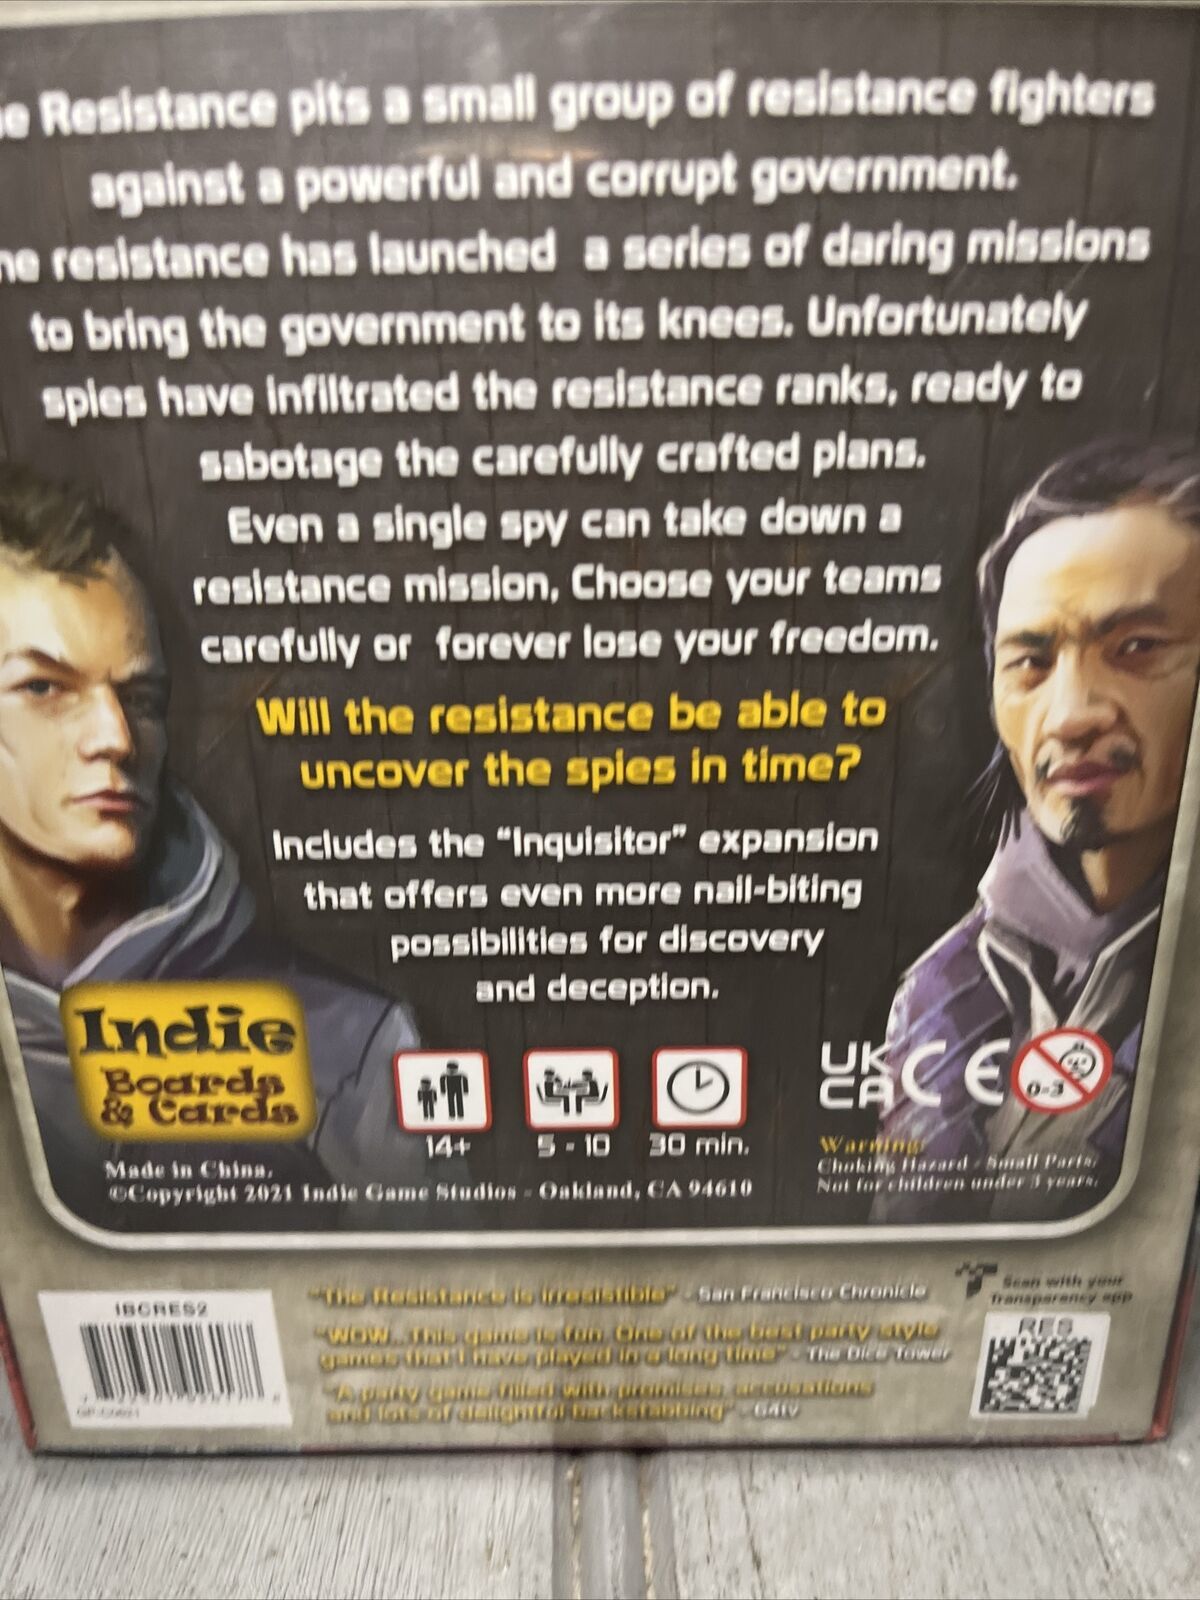 e Resistance pits a small group of resistance fighters
against a powerful and corrupt government.
he resistance has launched a series of daring missions
to bring the government to its knees. Unfortunately
spies have infiltrated the resistance ranks, ready to
sabotage the carefully crafted plans.
Even a single spy can take down a
resistance mission, Choose your teams
carefully or forever lose your freedom.
Will the resistance be able to
uncover the spies in time?
Includes the "Inquisitor" expansion
that offers even more nail-biting
possibilities for discovery
and deception.
Indie
Boards
& Cards
14+
5 - 10
30 min.
UK
CA
CE
0-3
Warning:
Choking Hazard - Small Parts.
Not for children under 3 years.
Made in China.
©Copyright 2021 Indie Game Studios - Oakland, CA 94610
IBCRES2
"The Resistance is irresistible" - San Francisco Chronicle
"WOW...This game is fun. One of the best party style
games that I have played in a long time" - The Dice Tower
"A party game filled with promises, accusations
and lots of delightful backstabbing" - G4tv
Scan with your
Transparency app
RES